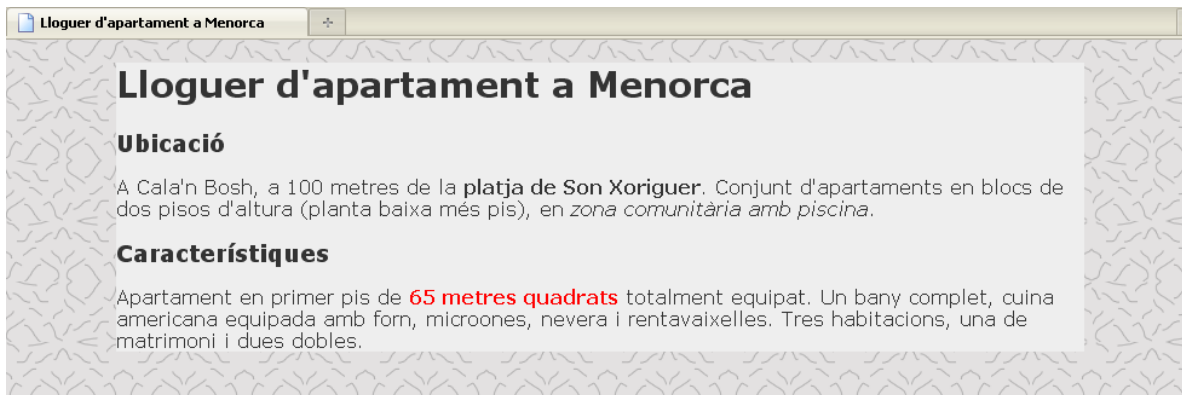 Lloguer d'apartament a Menorca
Lloguer d'apartament a Menorca
Ubicació
A Cala'n Bosh, a 100 metres de la platja de Son Xoriguer. Conjunt d'apartaments en blocs de
dos pisos d'altura (planta baixa més pis), en zona comunitària amb piscina.
Característiques
Apartament en primer pis de 65 metres quadrats totalment equipat. Un bany complet, cuina
americana equipada amb forn, microones, nevera i rentavaixelles. Tres habitacions, una de
matrimoni i dues dobles.